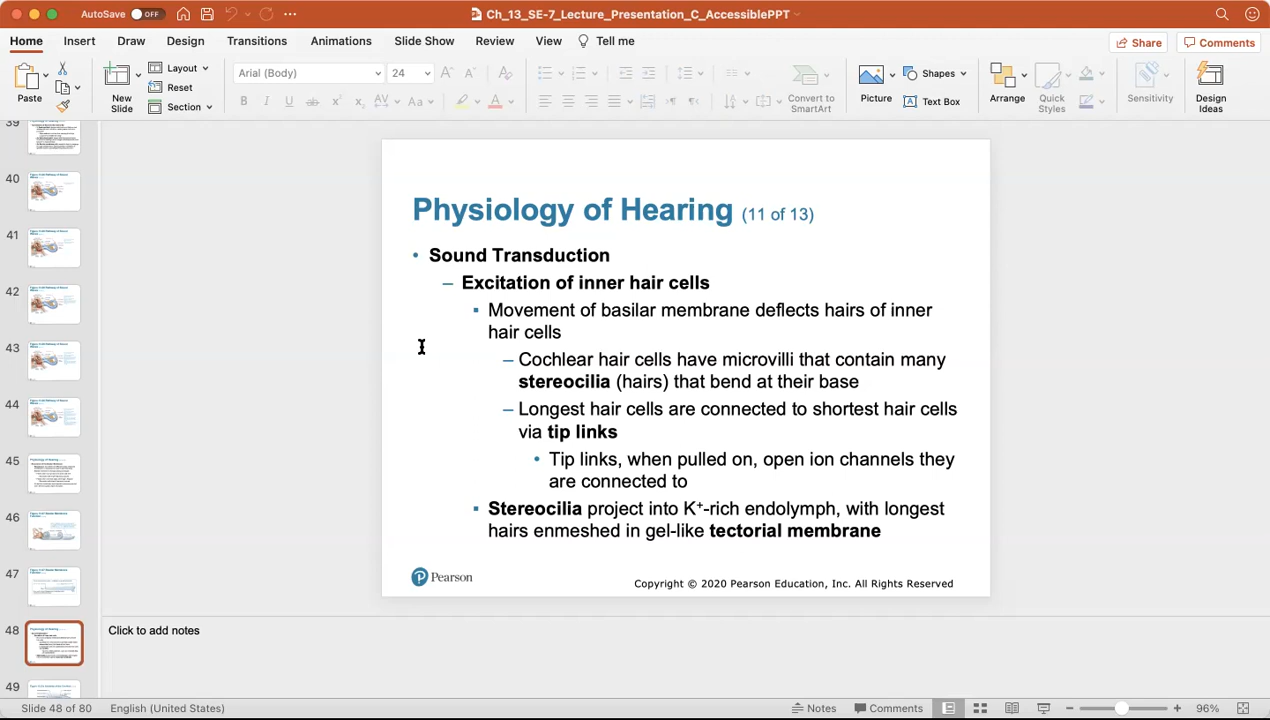 AutoSave OFF
Ch_13_SE-7_Lecture_Presentation_C_AccessiblePPT
Home Insert Draw Design Transitions Animations Slide Show Review View Tell me
Share Comments
Paste
New Slide
Layout
Reset
Section
Arial (Body) 24
Convert to SmartArt
Picture
Shapes
Text Box
Arrange
Quick Styles
Sensitivity
Design Ideas
39
40
41
42
43
44
45
46
47
48
49
Physiology of Hearing (11 of 13)
• Sound Transduction
– Excitation of inner hair cells
▪ Movement of basilar membrane deflects hairs of inner
hair cells
– Cochlear hair cells have microvilli that contain many
stereocilia (hairs) that bend at their base
– Longest hair cells are connected to shortest hair cells
via tip links
• Tip links, when pulled on, open ion channels they
are connected to
▪ Stereocilia project into K⁺-rich endolymph, with longest
hairs enmeshed in gel-like tectorial membrane
Pearson
Copyright © 2020 Pearson Education, Inc. All Rights Reserved
Click to add notes
Slide 48 of 80 English (United States) Notes Comments 96%